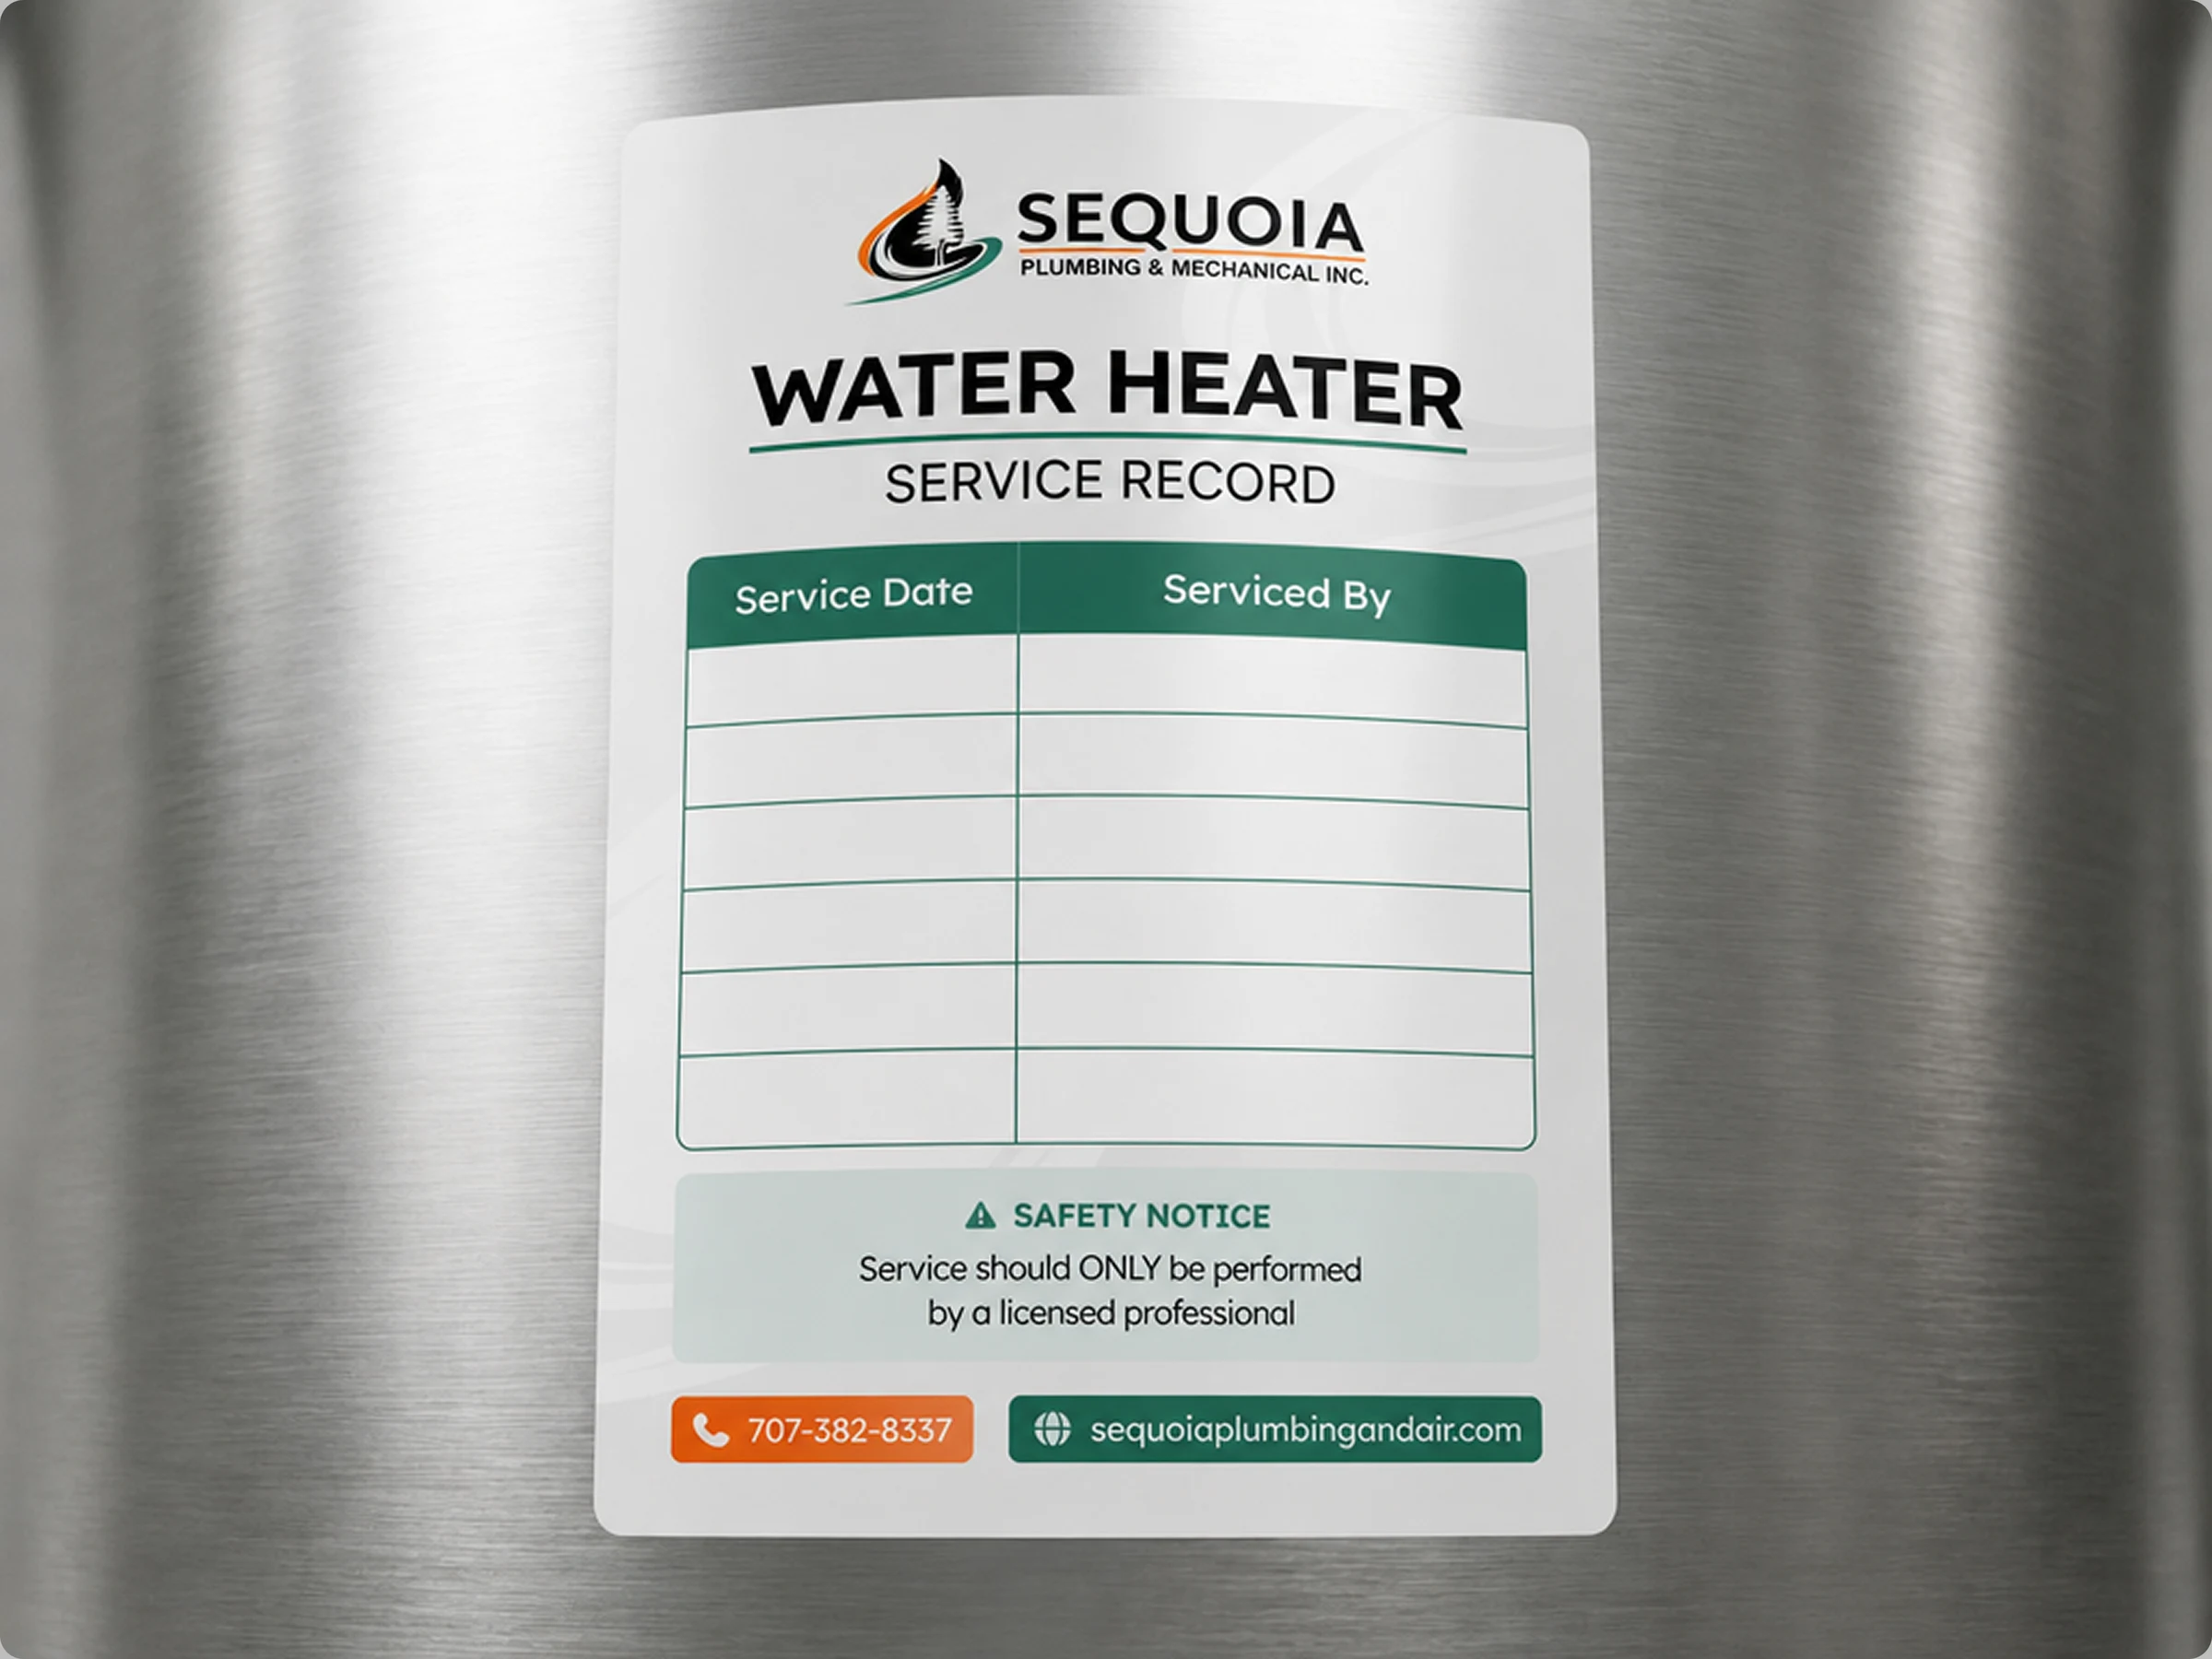 SEQUOIA
PLUMBING & MECHANICAL INC.
WATER HEATER
SERVICE RECORD
Service Date Serviced By
SAFETY NOTICE
Service should ONLY be performed
by a licensed professional
707-382-8337 sequoiaplumbingandair.com